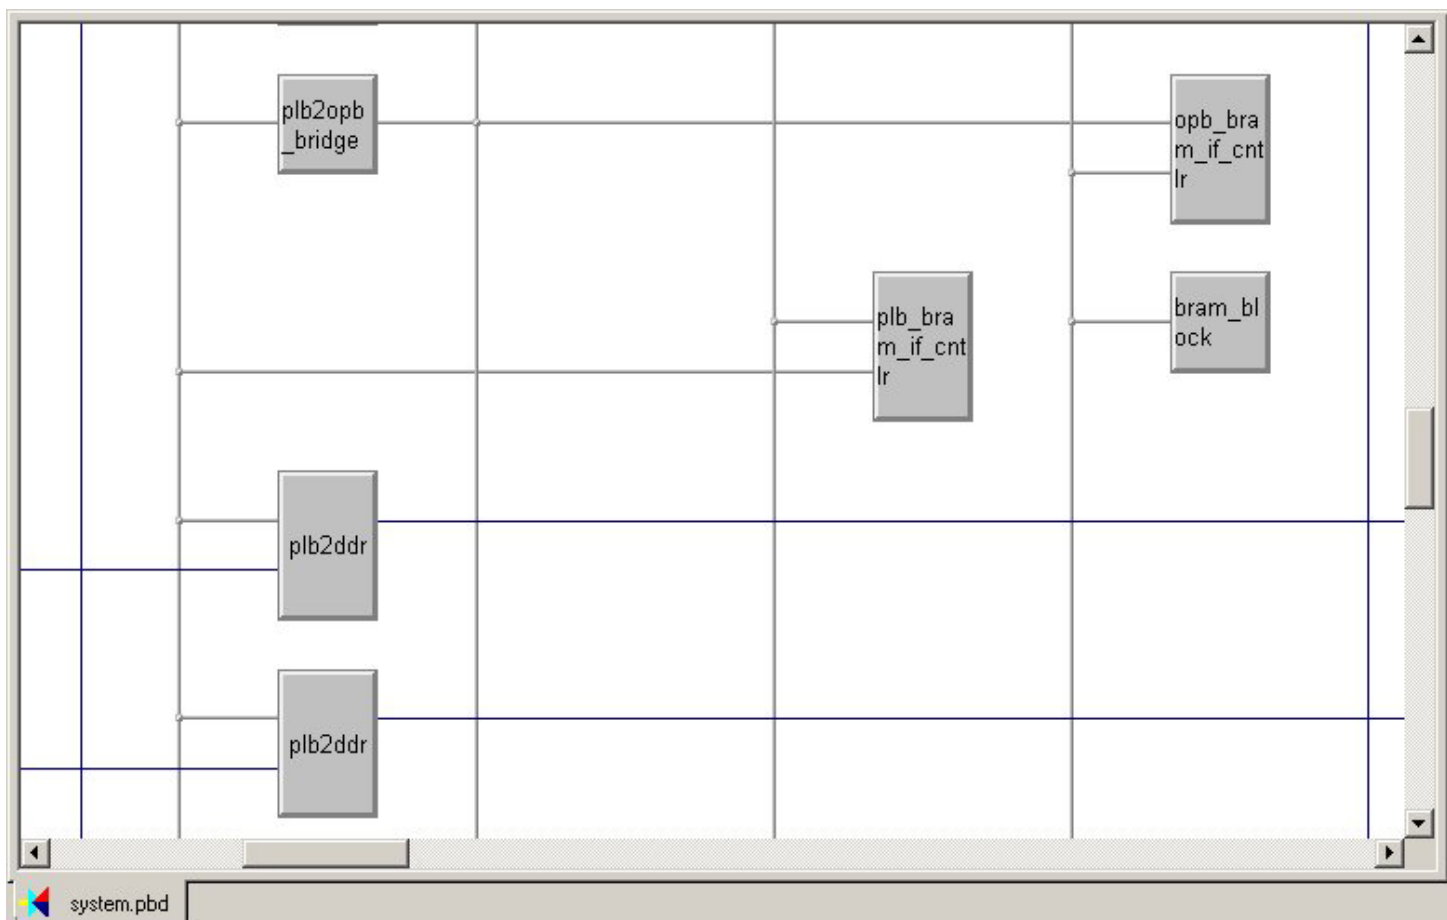 plb2opb
_bridge
opb_bra
m_if_cnt
lr
plb_bra
m_if_cnt
lr
bram_bl
ock
plb2ddr
plb2ddr
system.pbd